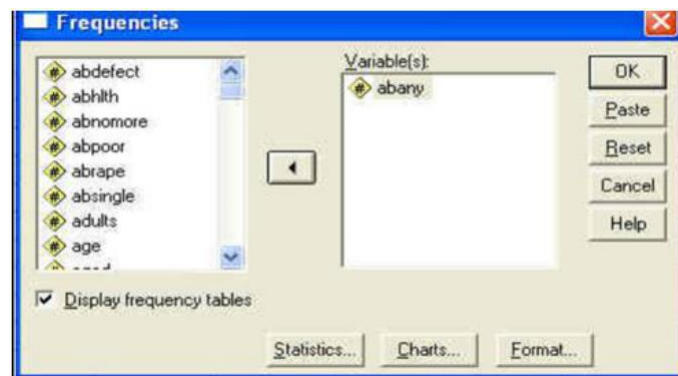 Frequencies
abdefect
abhlth
abnomore
abpoor
abrape
absingle
adults
age
Variable(s):
abany
OK
Paste
Reset
Cancel
Help
Display frequency tables
Statistics...
Charts...
Format...